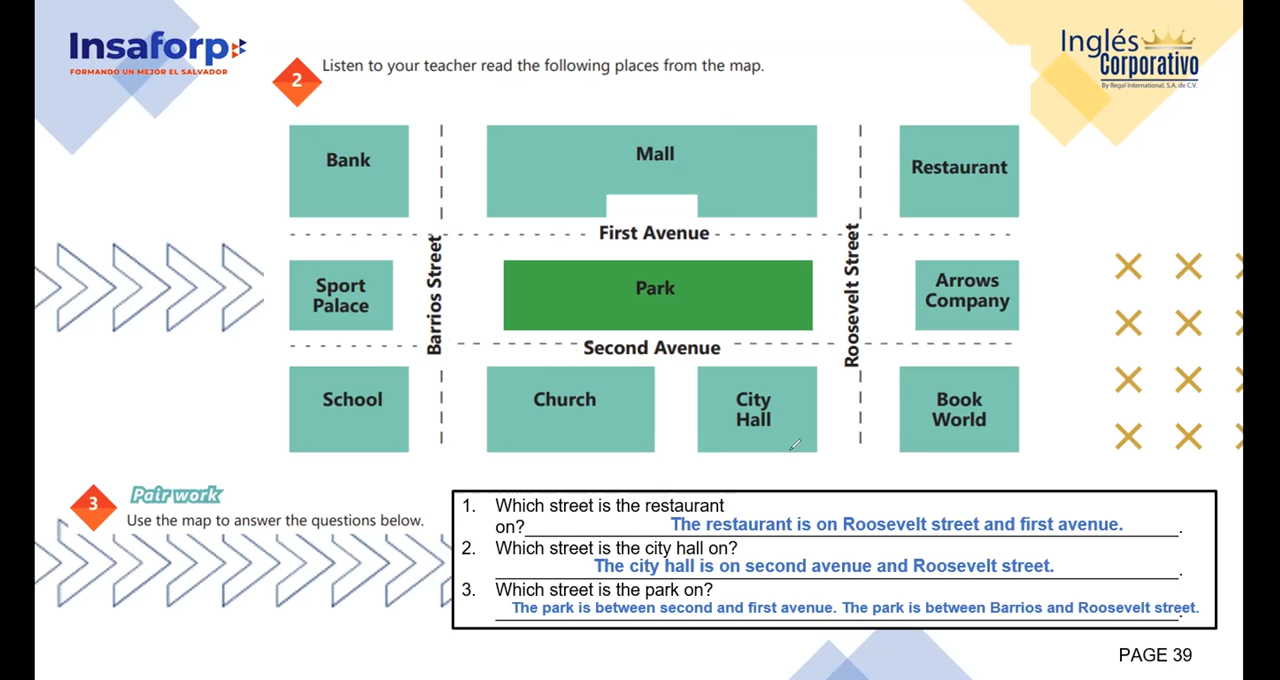 Insaforp
FORMANDO UN MEJOR EL SALVADOR
Inglés
Corporativo
By Regal International, S.A. de C.V.
2
Listen to your teacher read the following places from the map.
Bank
Mall
Restaurant
First Avenue
Barrios Street
Roosevelt Street
Sport
Palace
Park
Arrows
Company
Second Avenue
School
Church
City
Hall
Book
World
3
Pair work
Use the map to answer the questions below.
1. Which street is the restaurant
on? The restaurant is on Roosevelt street and first avenue.
2. Which street is the city hall on?
The city hall is on second avenue and Roosevelt street.
3. Which street is the park on?
The park is between second and first avenue. The park is between Barrios and Roosevelt street.
PAGE 39